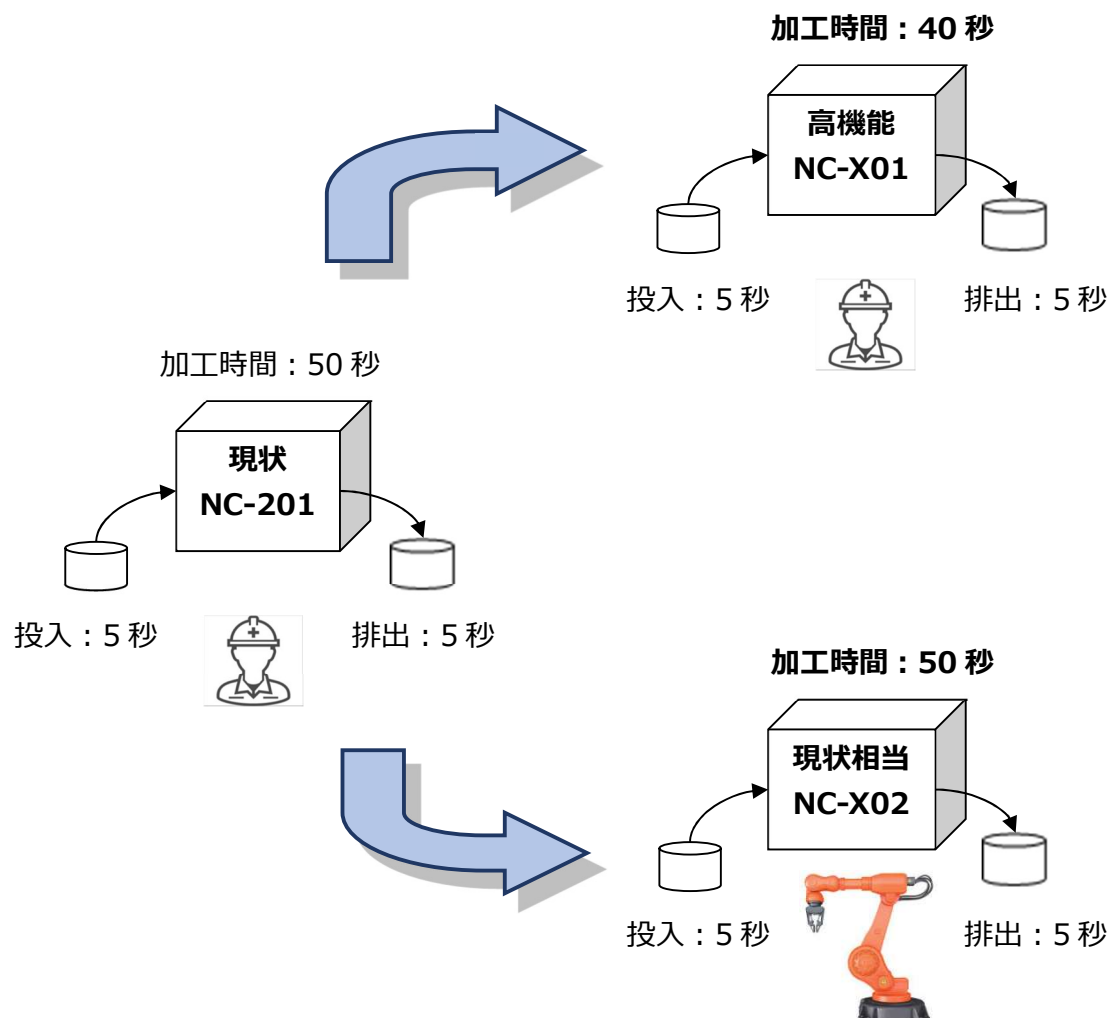 加工時間：40 秒
高機能
NC-X01
投入：5 秒
排出：5 秒
加工時間：50 秒
現状
NC-201
投入：5 秒
排出：5 秒
加工時間：50 秒
現状相当
NC-X02
投入：5 秒
排出：5 秒